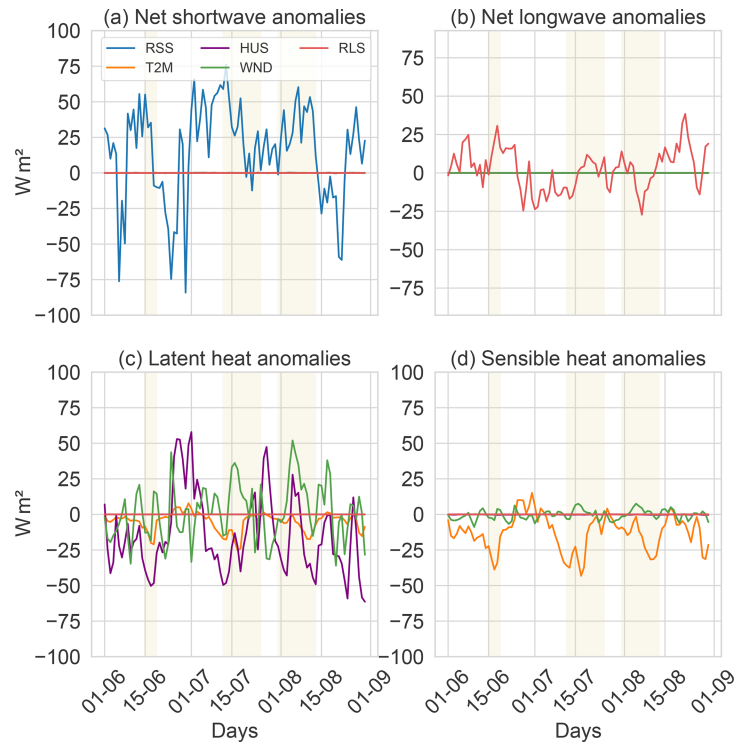 (a) Net shortwave anomalies
(b) Net longwave anomalies
100
75
50
25
0
−25
−50
−75
−100
W m²
RSS HUS RLS
T2M WND
75
50
25
0
−25
−50
−75
(c) Latent heat anomalies
(d) Sensible heat anomalies
100
75
50
25
0
−25
−50
−75
−100
W m²
100
75
50
25
0
−25
−50
−75
−100
01-06 15-06 01-07 15-07 01-08 15-08 01-09
01-06 15-06 01-07 15-07 01-08 15-08 01-09
Days
Days